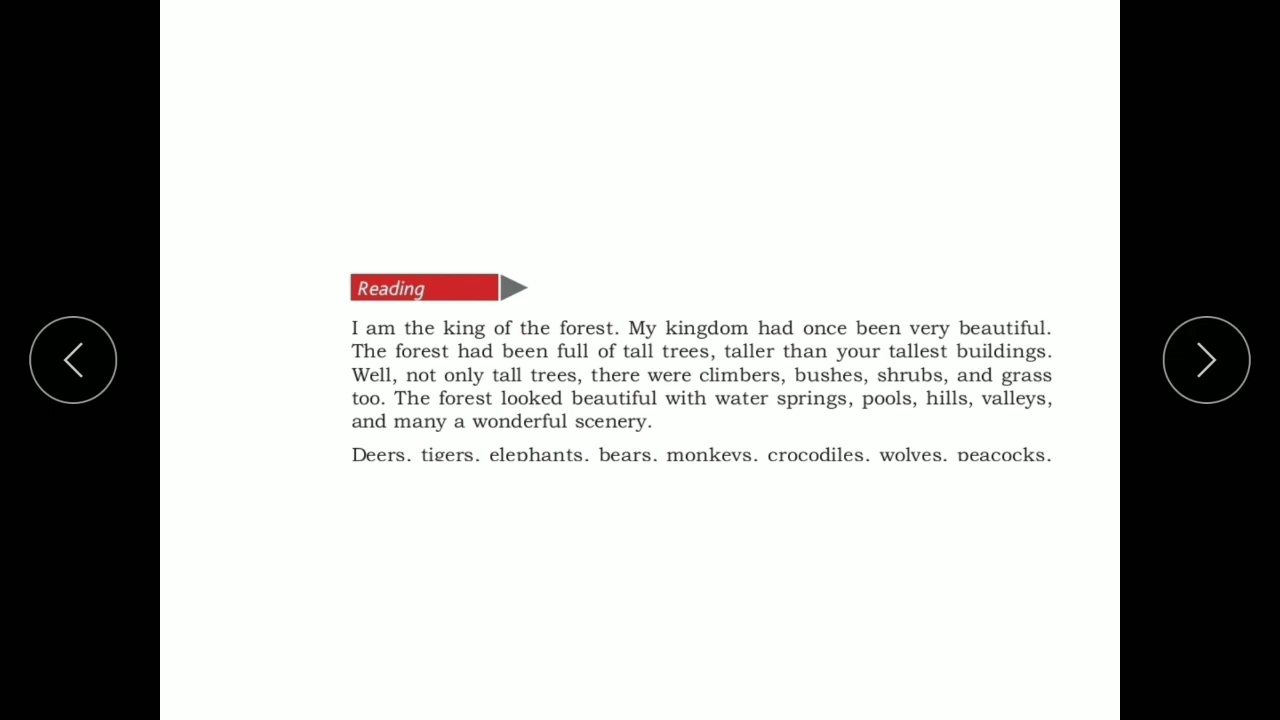 Reading
I am the king of the forest. My kingdom had once been very beautiful.
The forest had been full of tall trees, taller than your tallest buildings.
Well, not only tall trees, there were climbers, bushes, shrubs, and grass
too. The forest looked beautiful with water springs, pools, hills, valleys,
and many a wonderful scenery.
Deers, tigers, elephants, bears, monkeys, crocodiles, wolves, peacocks,